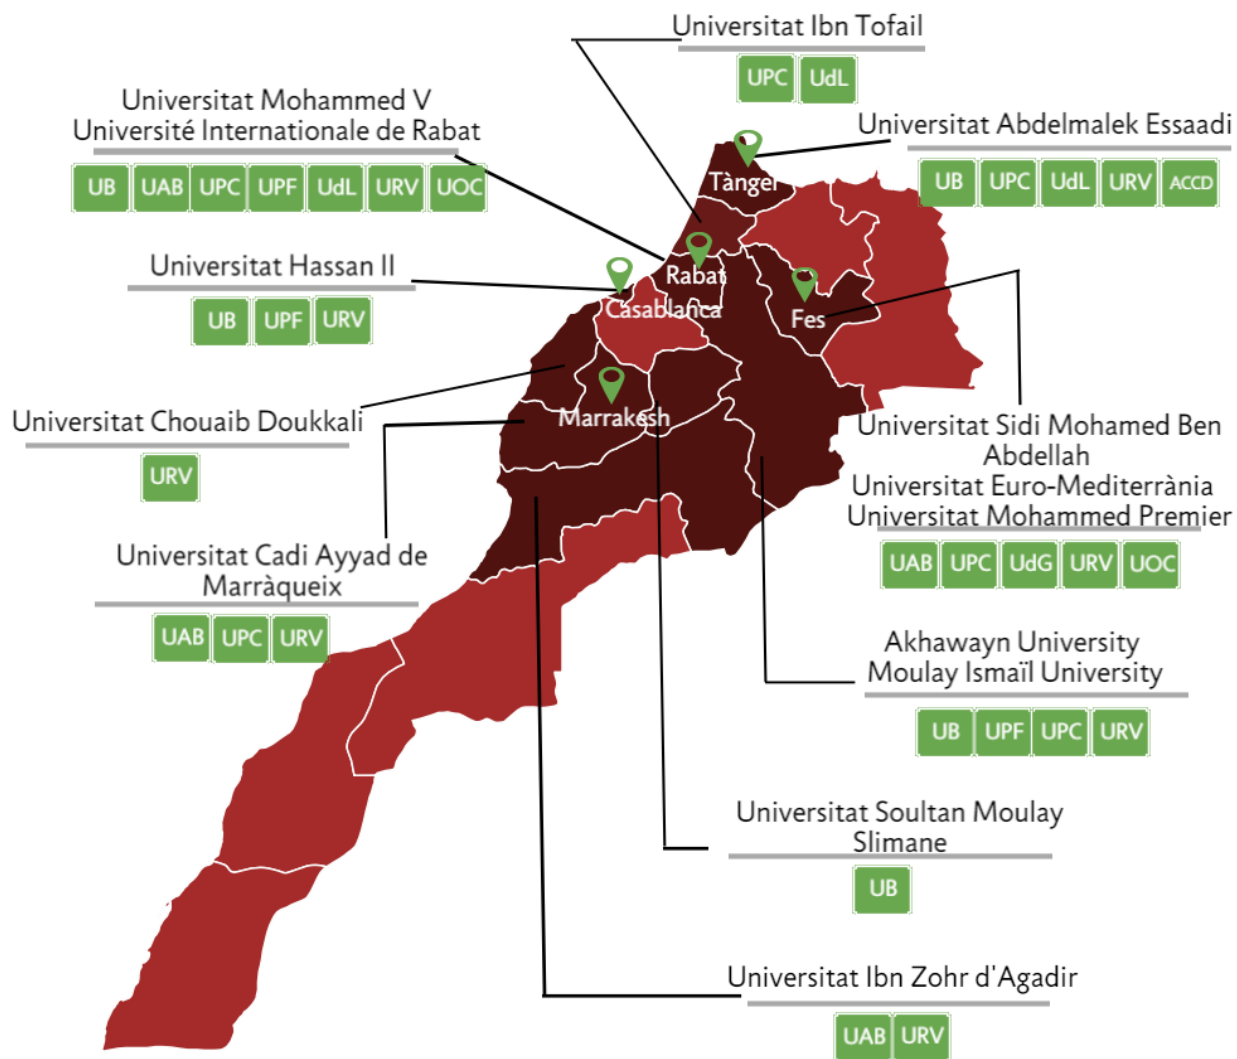 Universitat Ibn Tofail
UPC UdL
Universitat Mohammed V
Université Internationale de Rabat
UB UAB UPC UPF UdL URV UOC
Universitat Abdelmalek Essaadi
UB UPC UdL URV ACCD
Tànger
Universitat Hassan II
UB UPF URV
Rabat
Casablanca
Fes
Marrakesh
Universitat Chouaib Doukkali
URV
Universitat Sidi Mohamed Ben
Abdellah
Universitat Euro-Mediterrània
Universitat Mohammed Premier
UAB UPC UdG URV UOC
Universitat Cadi Ayyad de
Marràqueix
UAB UPC URV
Akhawayn University
Moulay Ismaïl University
UB UPF UPC URV
Universitat Soultan Moulay
Slimane
UB
Universitat Ibn Zohr d'Agadir
UAB URV